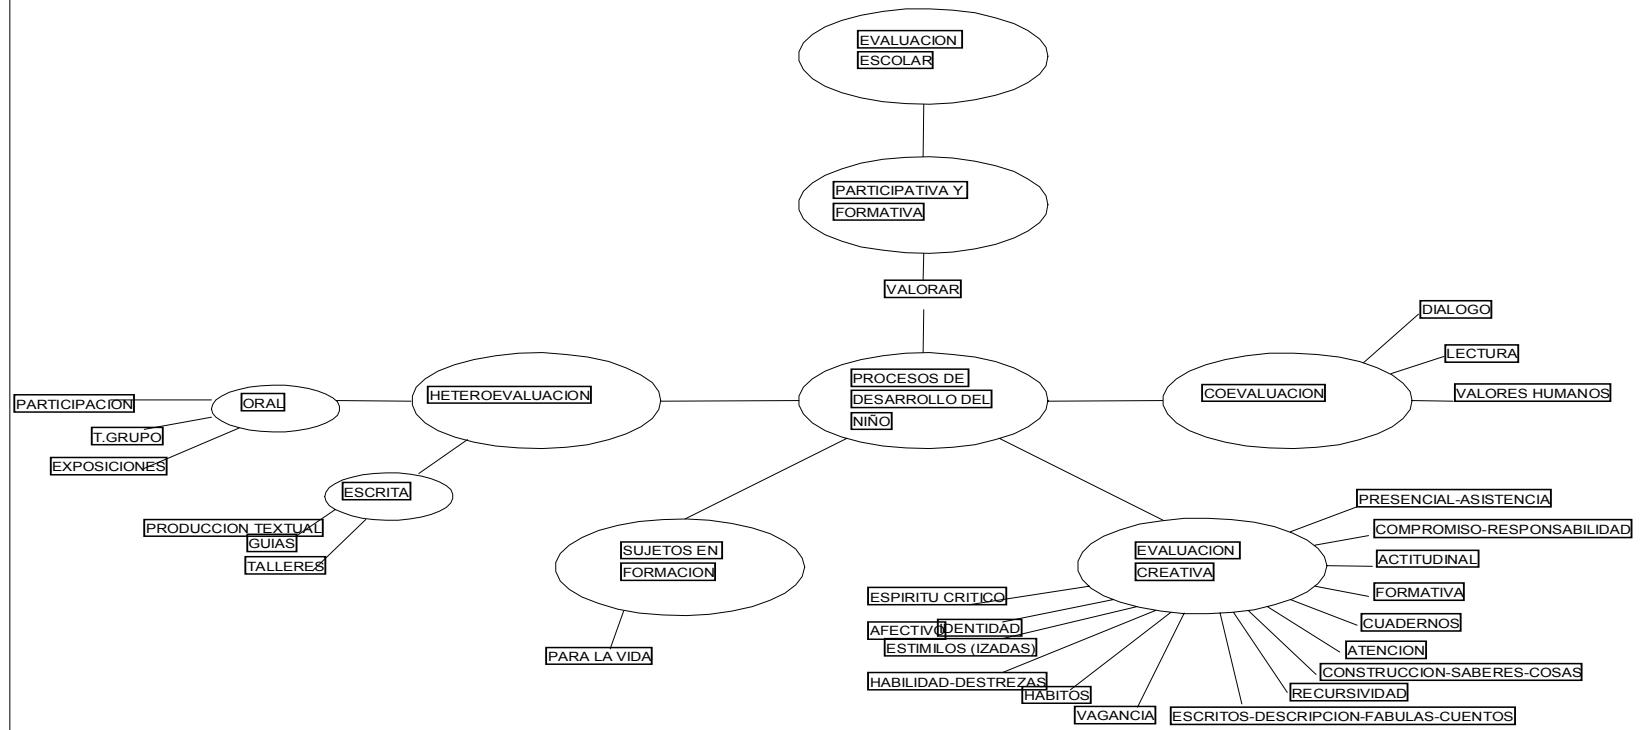 EVALUACION
ESCOLAR
PARTICIPATIVA Y
FORMATIVA
VALORAR
PROCESOS DE
DESARROLLO DEL
NIÑO
HETEROEVALUACION
ORAL
PARTICIPACION
T.GRUPO
EXPOSICIONES
ESCRITA
PRODUCCION TEXTUAL
GUIAS
TALLERES
SUJETOS EN
FORMACION
PARA LA VIDA
COEVALUACION
DIALOGO
LECTURA
VALORES HUMANOS
EVALUACION
CREATIVA
PRESENCIAL-ASISTENCIA
COMPROMISO-RESPONSABILIDAD
ACTITUDINAL
FORMATIVA
CUADERNOS
ATENCION
CONSTRUCCION-SABERES-COSAS
RECURSIVIDAD
ESCRITOS-DESCRIPCION-FABULAS-CUENTOS
VAGANCIA
HABITOS
HABILIDAD-DESTREZAS
ESTIMILOS (IZADAS)
AFECTIVO
IDENTIDAD
ESPIRITU CRITICO